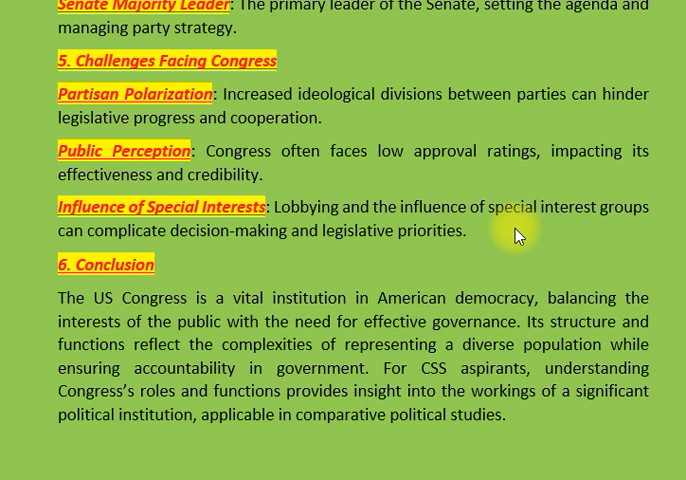 Senate Majority Leader: The primary leader of the Senate, setting the agenda and
managing party strategy.
5. Challenges Facing Congress
Partisan Polarization: Increased ideological divisions between parties can hinder
legislative progress and cooperation.
Public Perception: Congress often faces low approval ratings, impacting its
effectiveness and credibility.
Influence of Special Interests: Lobbying and the influence of special interest groups
can complicate decision-making and legislative priorities.
6. Conclusion
The US Congress is a vital institution in American democracy, balancing the
interests of the public with the need for effective governance. Its structure and
functions reflect the complexities of representing a diverse population while
ensuring accountability in government. For CSS aspirants, understanding
Congress’s roles and functions provides insight into the workings of a significant
political institution, applicable in comparative political studies.